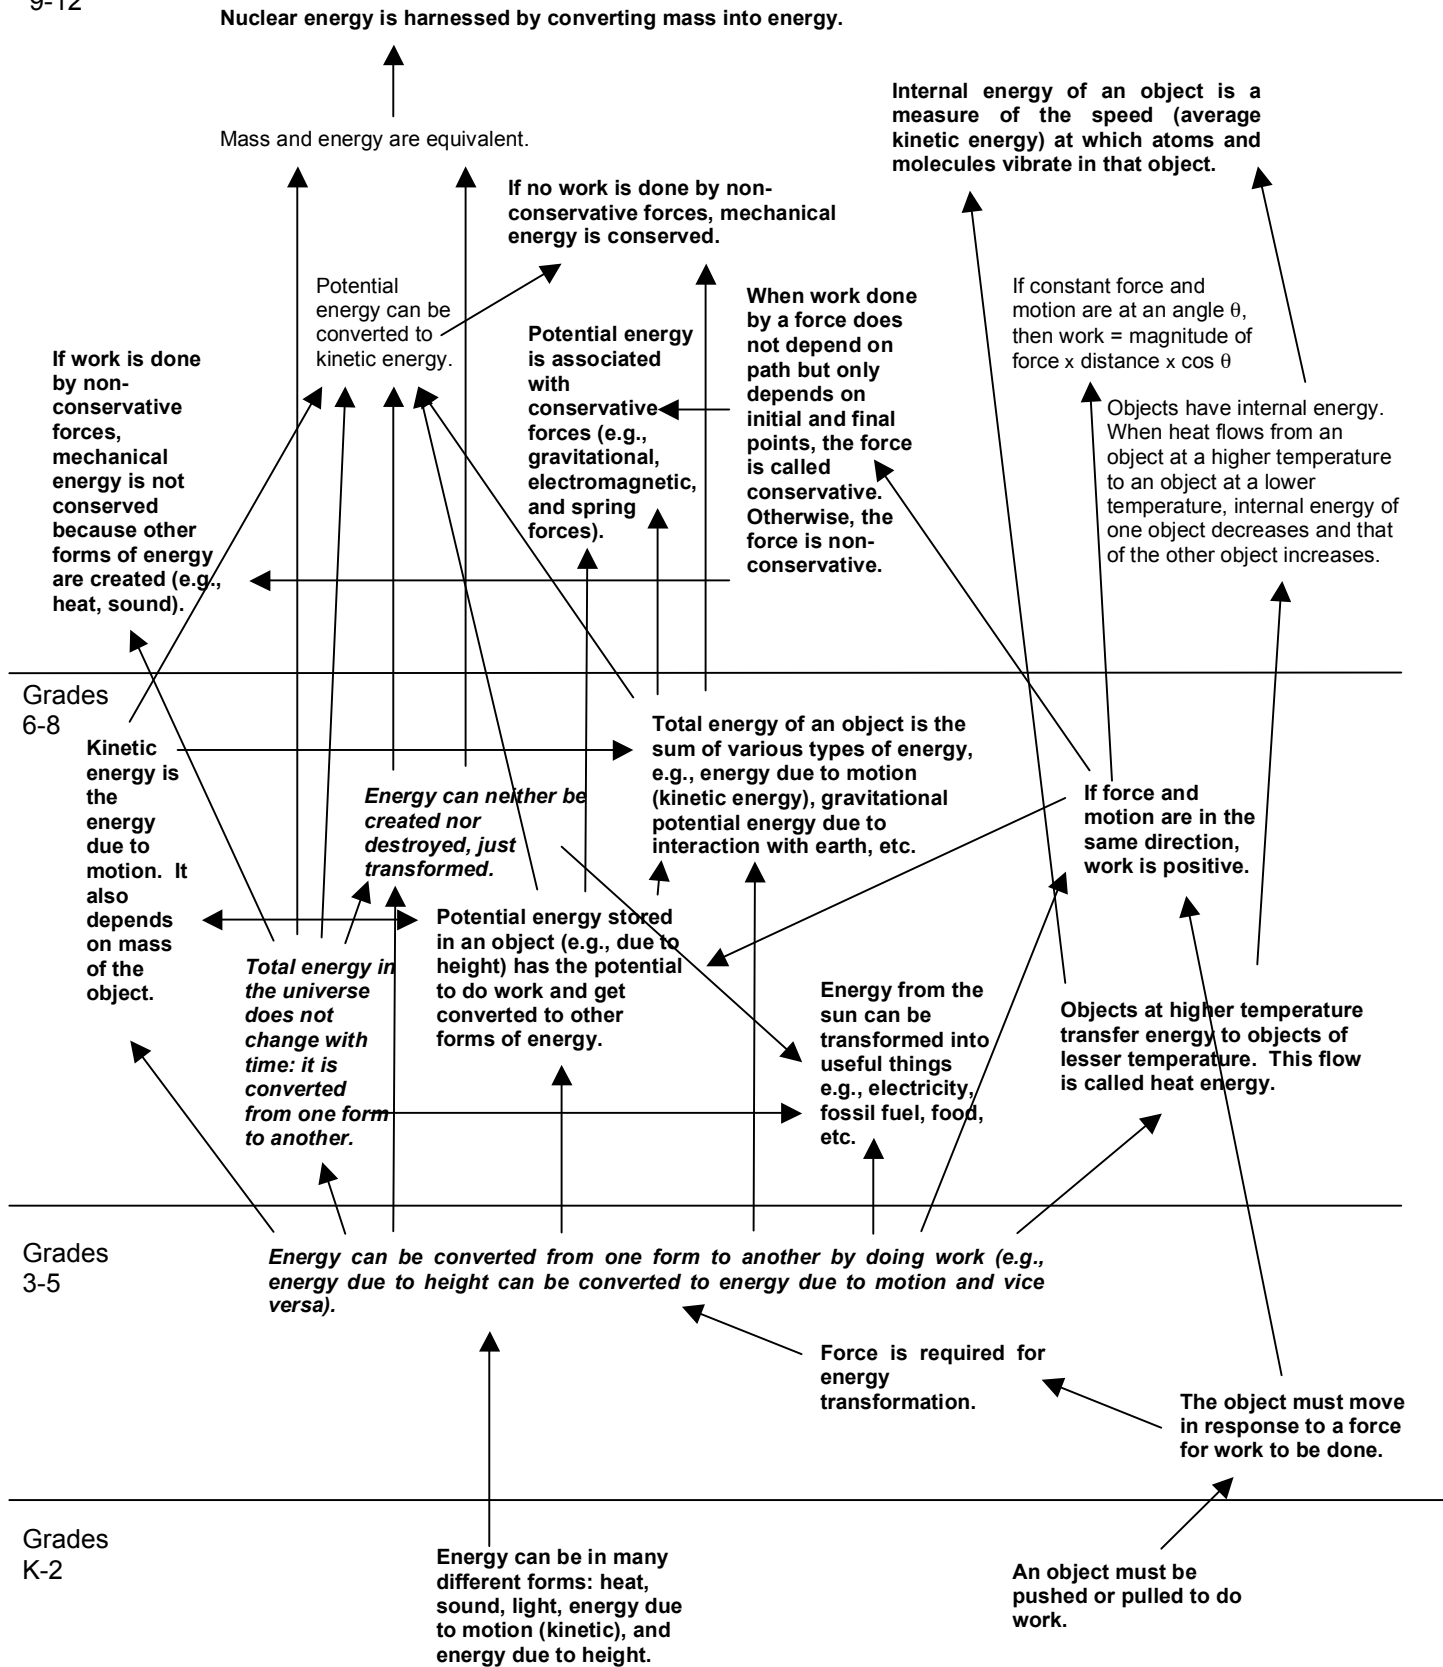 9-12
Nuclear energy is harnessed by converting mass into energy.
Internal energy of an object is a
measure of the speed (average
kinetic energy) at which atoms and
molecules vibrate in that object.
Mass and energy are equivalent.
If no work is done by non-
conservative forces, mechanical
energy is conserved.
Potential
energy can be
converted to
kinetic energy.
When work done
by a force does
not depend on
path but only
depends on
initial and final
points, the force
is called
conservative.
Otherwise, the
force is non-
conservative.
If constant force and
motion are at an angle θ,
then work = magnitude of
force x distance x cos θ
Potential energy
is associated
with
conservative
forces (e.g.,
gravitational,
electromagnetic,
and spring
forces).
If work is done
by non-
conservative
forces,
mechanical
energy is not
conserved
because other
forms of energy
are created (e.g.,
heat, sound).
Objects have internal energy.
When heat flows from an
object at a higher temperature
to an object at a lower
temperature, internal energy of
one object decreases and that
of the other object increases.
Grades
6-8
Kinetic
energy is
the
energy
due to
motion. It
also
depends
on mass
of the
object.
Total energy of an object is the
sum of various types of energy,
e.g., energy due to motion
(kinetic energy), gravitational
potential energy due to
interaction with earth, etc.
Energy can neither be
created nor
destroyed, just
transformed.
If force and
motion are in the
same direction,
work is positive.
Potential energy stored
in an object (e.g., due to
height) has the potential
to do work and get
converted to other
forms of energy.
Total energy in
the universe
does not
change with
time: it is
converted
from one form
to another.
Energy from the
sun can be
transformed into
useful things
e.g., electricity,
fossil fuel, food,
etc.
Objects at higher temperature
transfer energy to objects of
lesser temperature. This flow
is called heat energy.
Grades
3-5
Energy can be converted from one form to another by doing work (e.g.,
energy due to height can be converted to energy due to motion and vice
versa).
Force is required for
energy
transformation.
The object must move
in response to a force
for work to be done.
Grades
K-2
Energy can be in many
different forms: heat,
sound, light, energy due
to motion (kinetic), and
energy due to height.
An object must be
pushed or pulled to do
work.